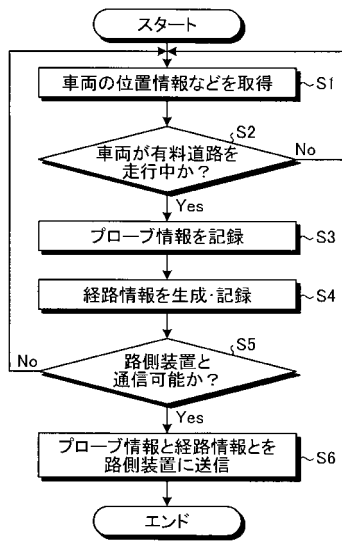 スタート
車両の位置情報などを取得
S1
S2
車両が有料道路を
走行中か?
No
Yes
プローブ情報を記録
S3
経路情報を生成・記録
S4
S5
No
路側装置と
通信可能か?
Yes
プローブ情報と経路情報とを
路側装置に送信
S6
エンド